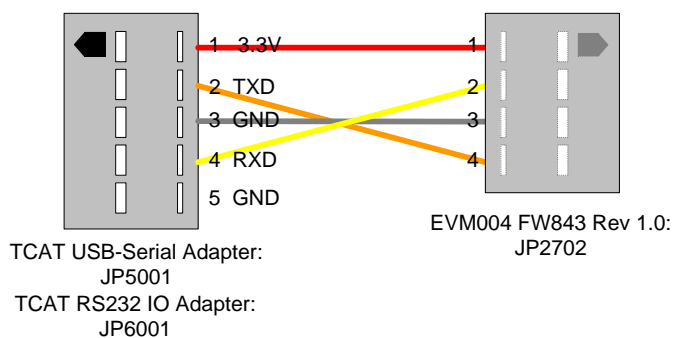 1 3.3V 1
2 TXD 2
3 GND 3
4 RXD 4
5 GND
EVM004 FW843 Rev 1.0:
JP2702
TCAT USB-Serial Adapter:
JP5001
TCAT RS232 IO Adapter:
JP6001